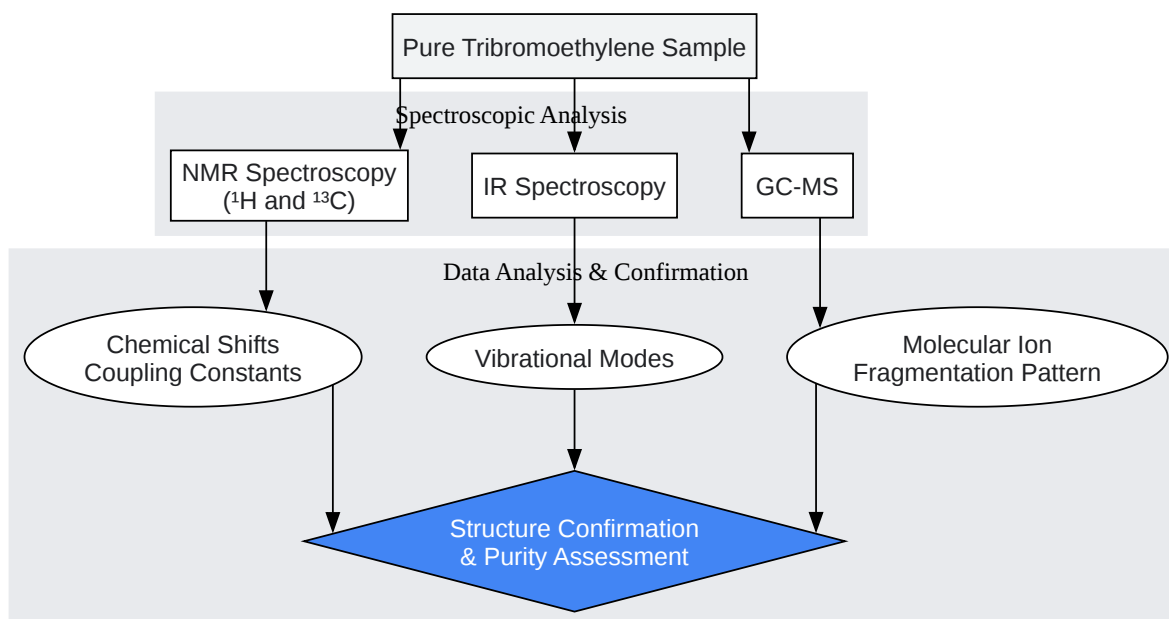 Pure Tribromoethylene Sample
Spectroscopic Analysis
NMR Spectroscopy
(¹H and ¹³C)
IR Spectroscopy
GC-MS
Data Analysis & Confirmation
Chemical Shifts
Coupling Constants
Vibrational Modes
Molecular Ion
Fragmentation Pattern
Structure Confirmation
& Purity Assessment